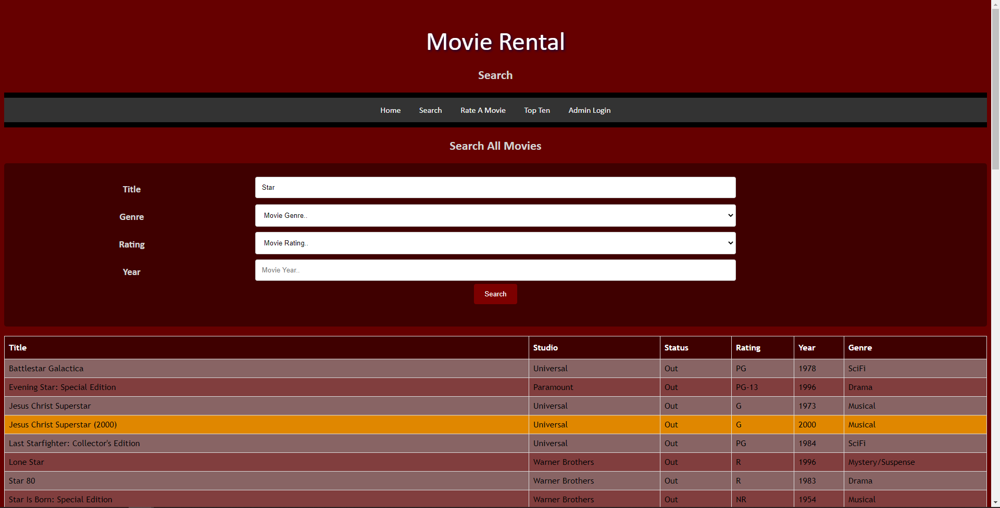 Movie Rental
Search
Home Search Rate A Movie Top Ten Admin Login
Search All Movies
Title Star
Genre Movie Genre..
Rating Movie Rating..
Year Movie Year..
Search
Title Studio Status Rating Year Genre
Battlestar Galactica Universal Out PG 1978 SciFi
Evening Star: Special Edition Paramount Out PG-13 1996 Drama
Jesus Christ Superstar Universal Out G 1973 Musical
Jesus Christ Superstar (2000) Universal Out G 2000 Musical
Last Starfighter: Collector's Edition Universal Out PG 1984 SciFi
Lone Star Warner Brothers Out R 1996 Mystery/Suspense
Star 80 Warner Brothers Out R 1983 Drama
Star Is Born: Special Edition Warner Brothers Out NR 1954 Musical